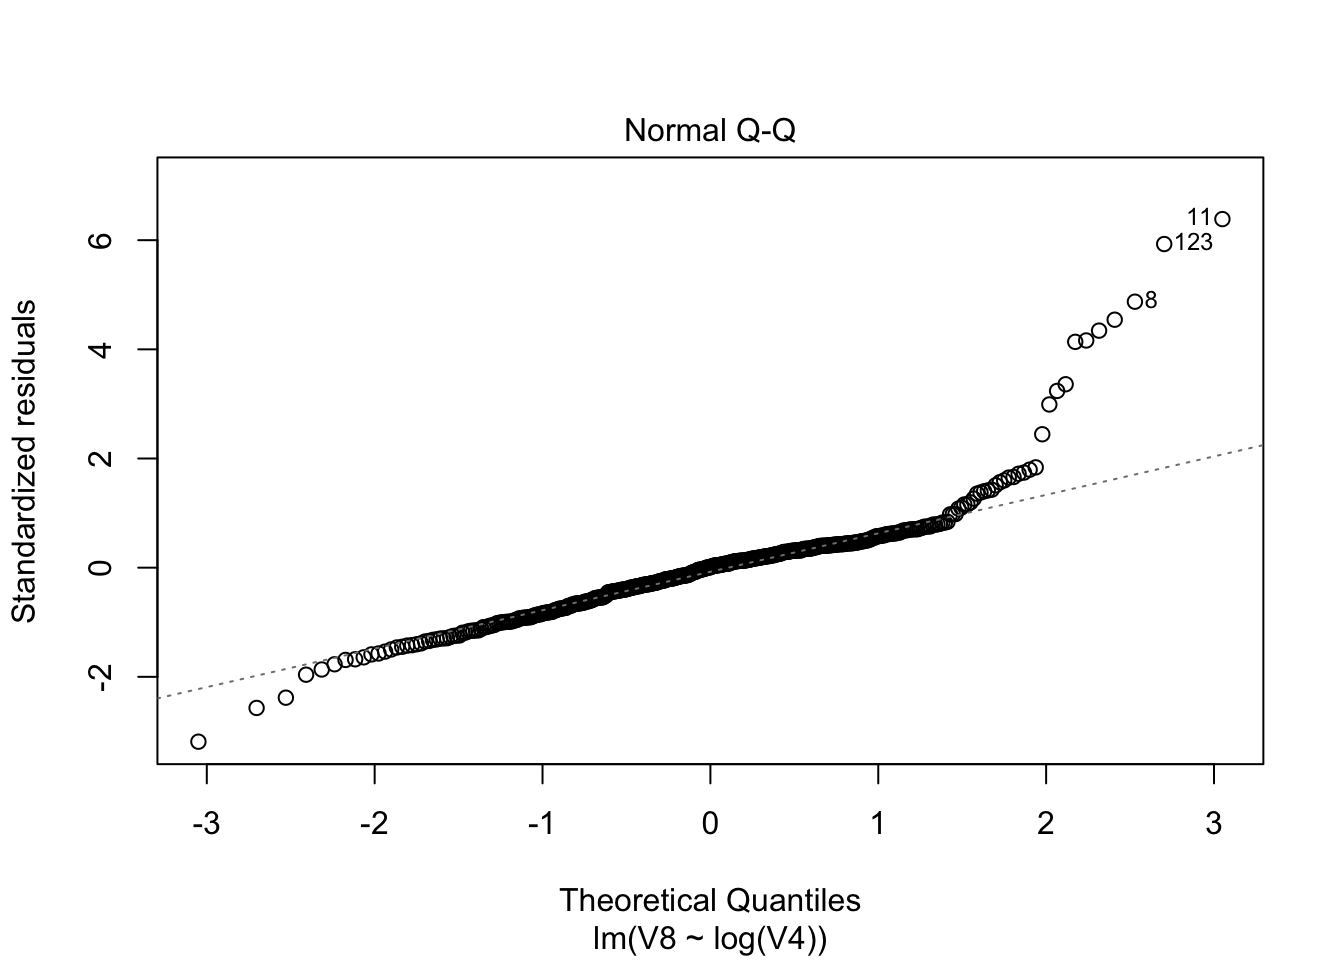 Normal Q-Q
Standardized residuals
6
4
2
0
-2
11
123
8
-3 -2 -1 0 1 2 3
Theoretical Quantiles
lm(V8 ~ log(V4))